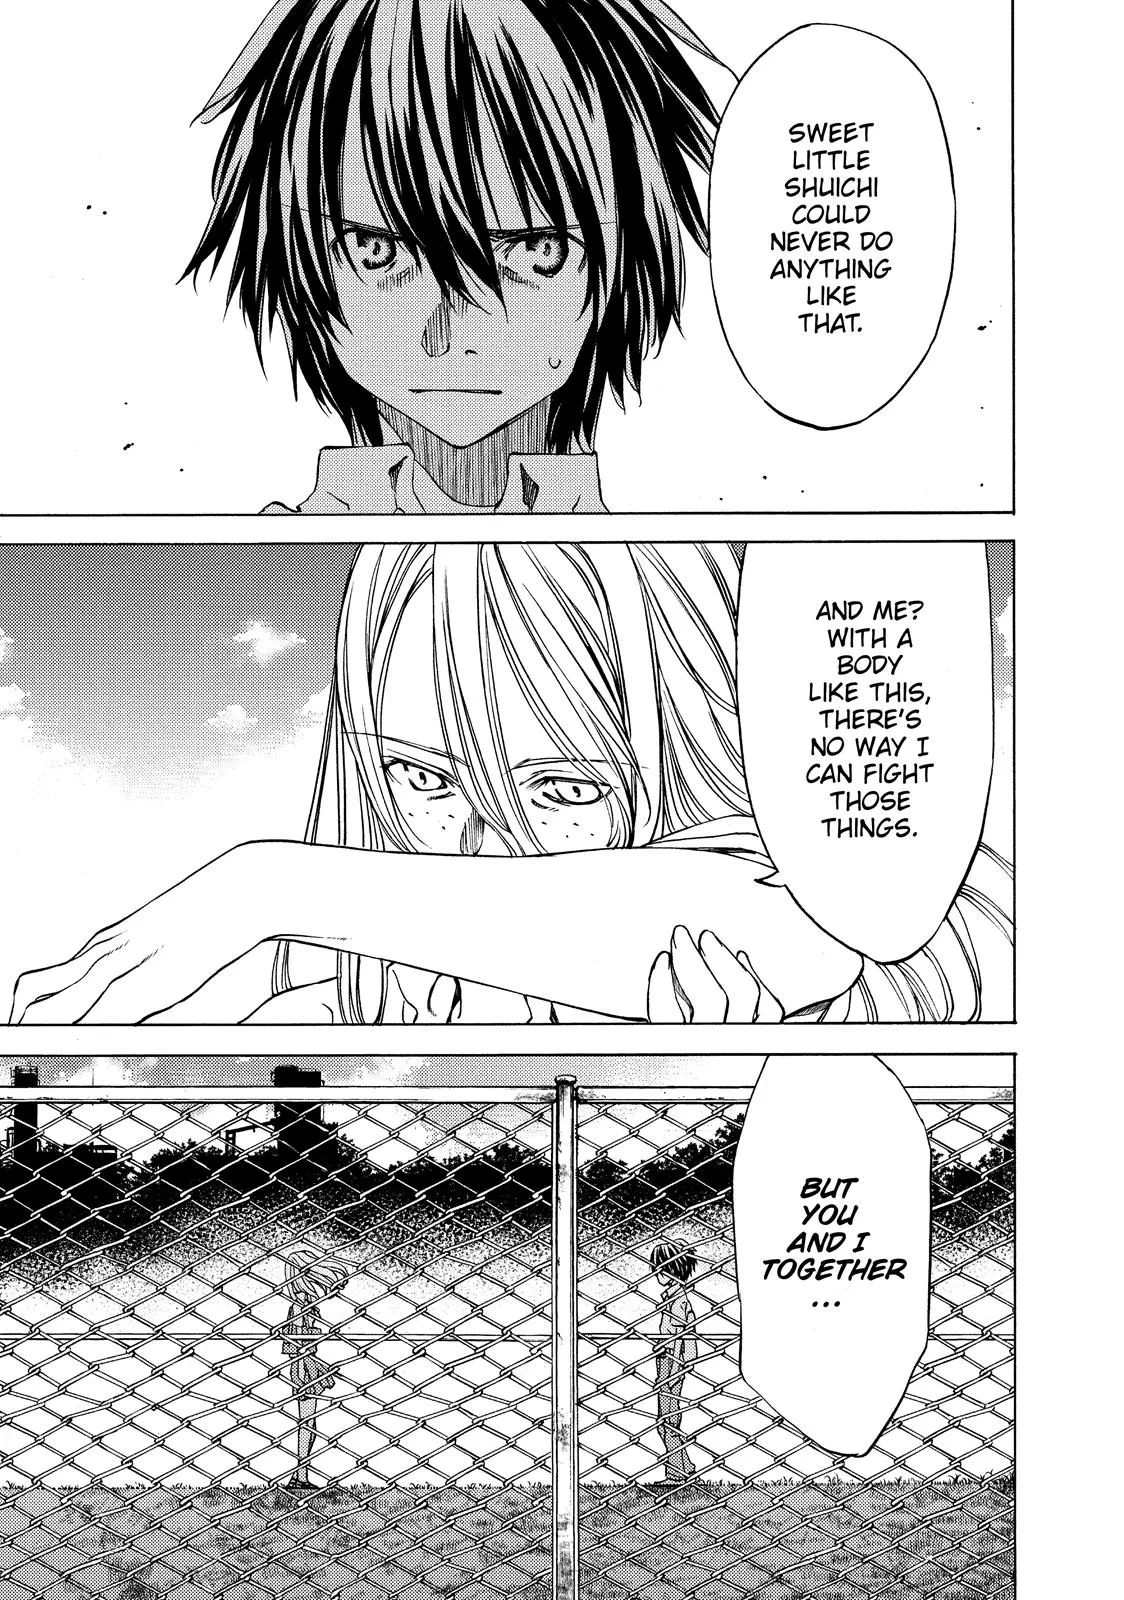 SWEET
LITTLE
SHUICHI
COULD
NEVER DO
ANYTHING
LIKE
THAT.
AND ME?
WITH A
BODY
LIKE THIS,
THERE'S
NO WAY I
CAN FIGHT
THOSE
THINGS.
BUT
YOU
AND I
TOGETHER
...